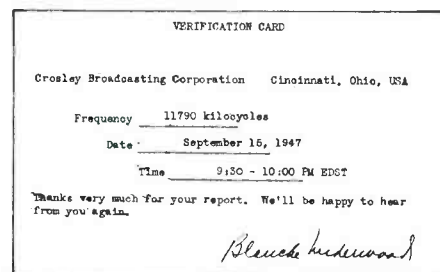 VERIFICATION CARD
Crosley Broadcasting Corporation Cincinnati, Ohio, USA
Frequency 11790 kilocycles
Date September 15, 1947
Time 9:30 - 10:00 PM EDST
Thanks very much for your report. We'll be happy to hear
from you again.
Blanche Underwood